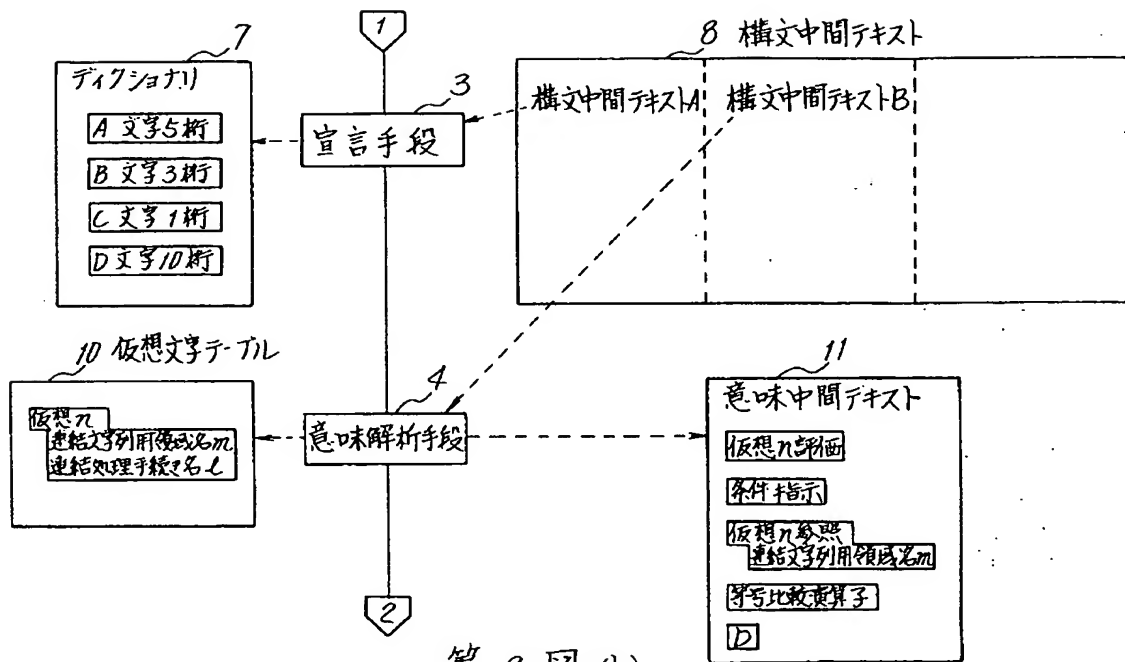 1
7
ディクショナリ
A 文字5桁
B 文字3桁
C 文字1桁
D 文字10桁
3
宣言手段
8 構文中間テキスト
構文中間テキストA
構文中間テキストB
10 仮想文字テーブル
仮想n
連結文字列用領域名m
連結処理手続き名l
4
意味解析手段
11
意味中間テキスト
仮想n評価
条件指示
仮想n参照
連結文字列用領域名m
等号比較演算子
D
2